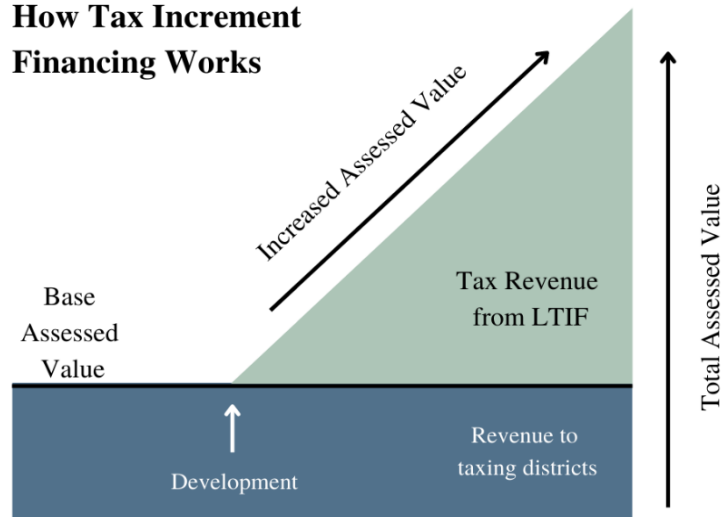 How Tax Increment
Financing Works
Increased Assessed Value
Total Assessed Value
Tax Revenue
from LTIF
Base
Assessed
Value
Revenue to
taxing districts
Development